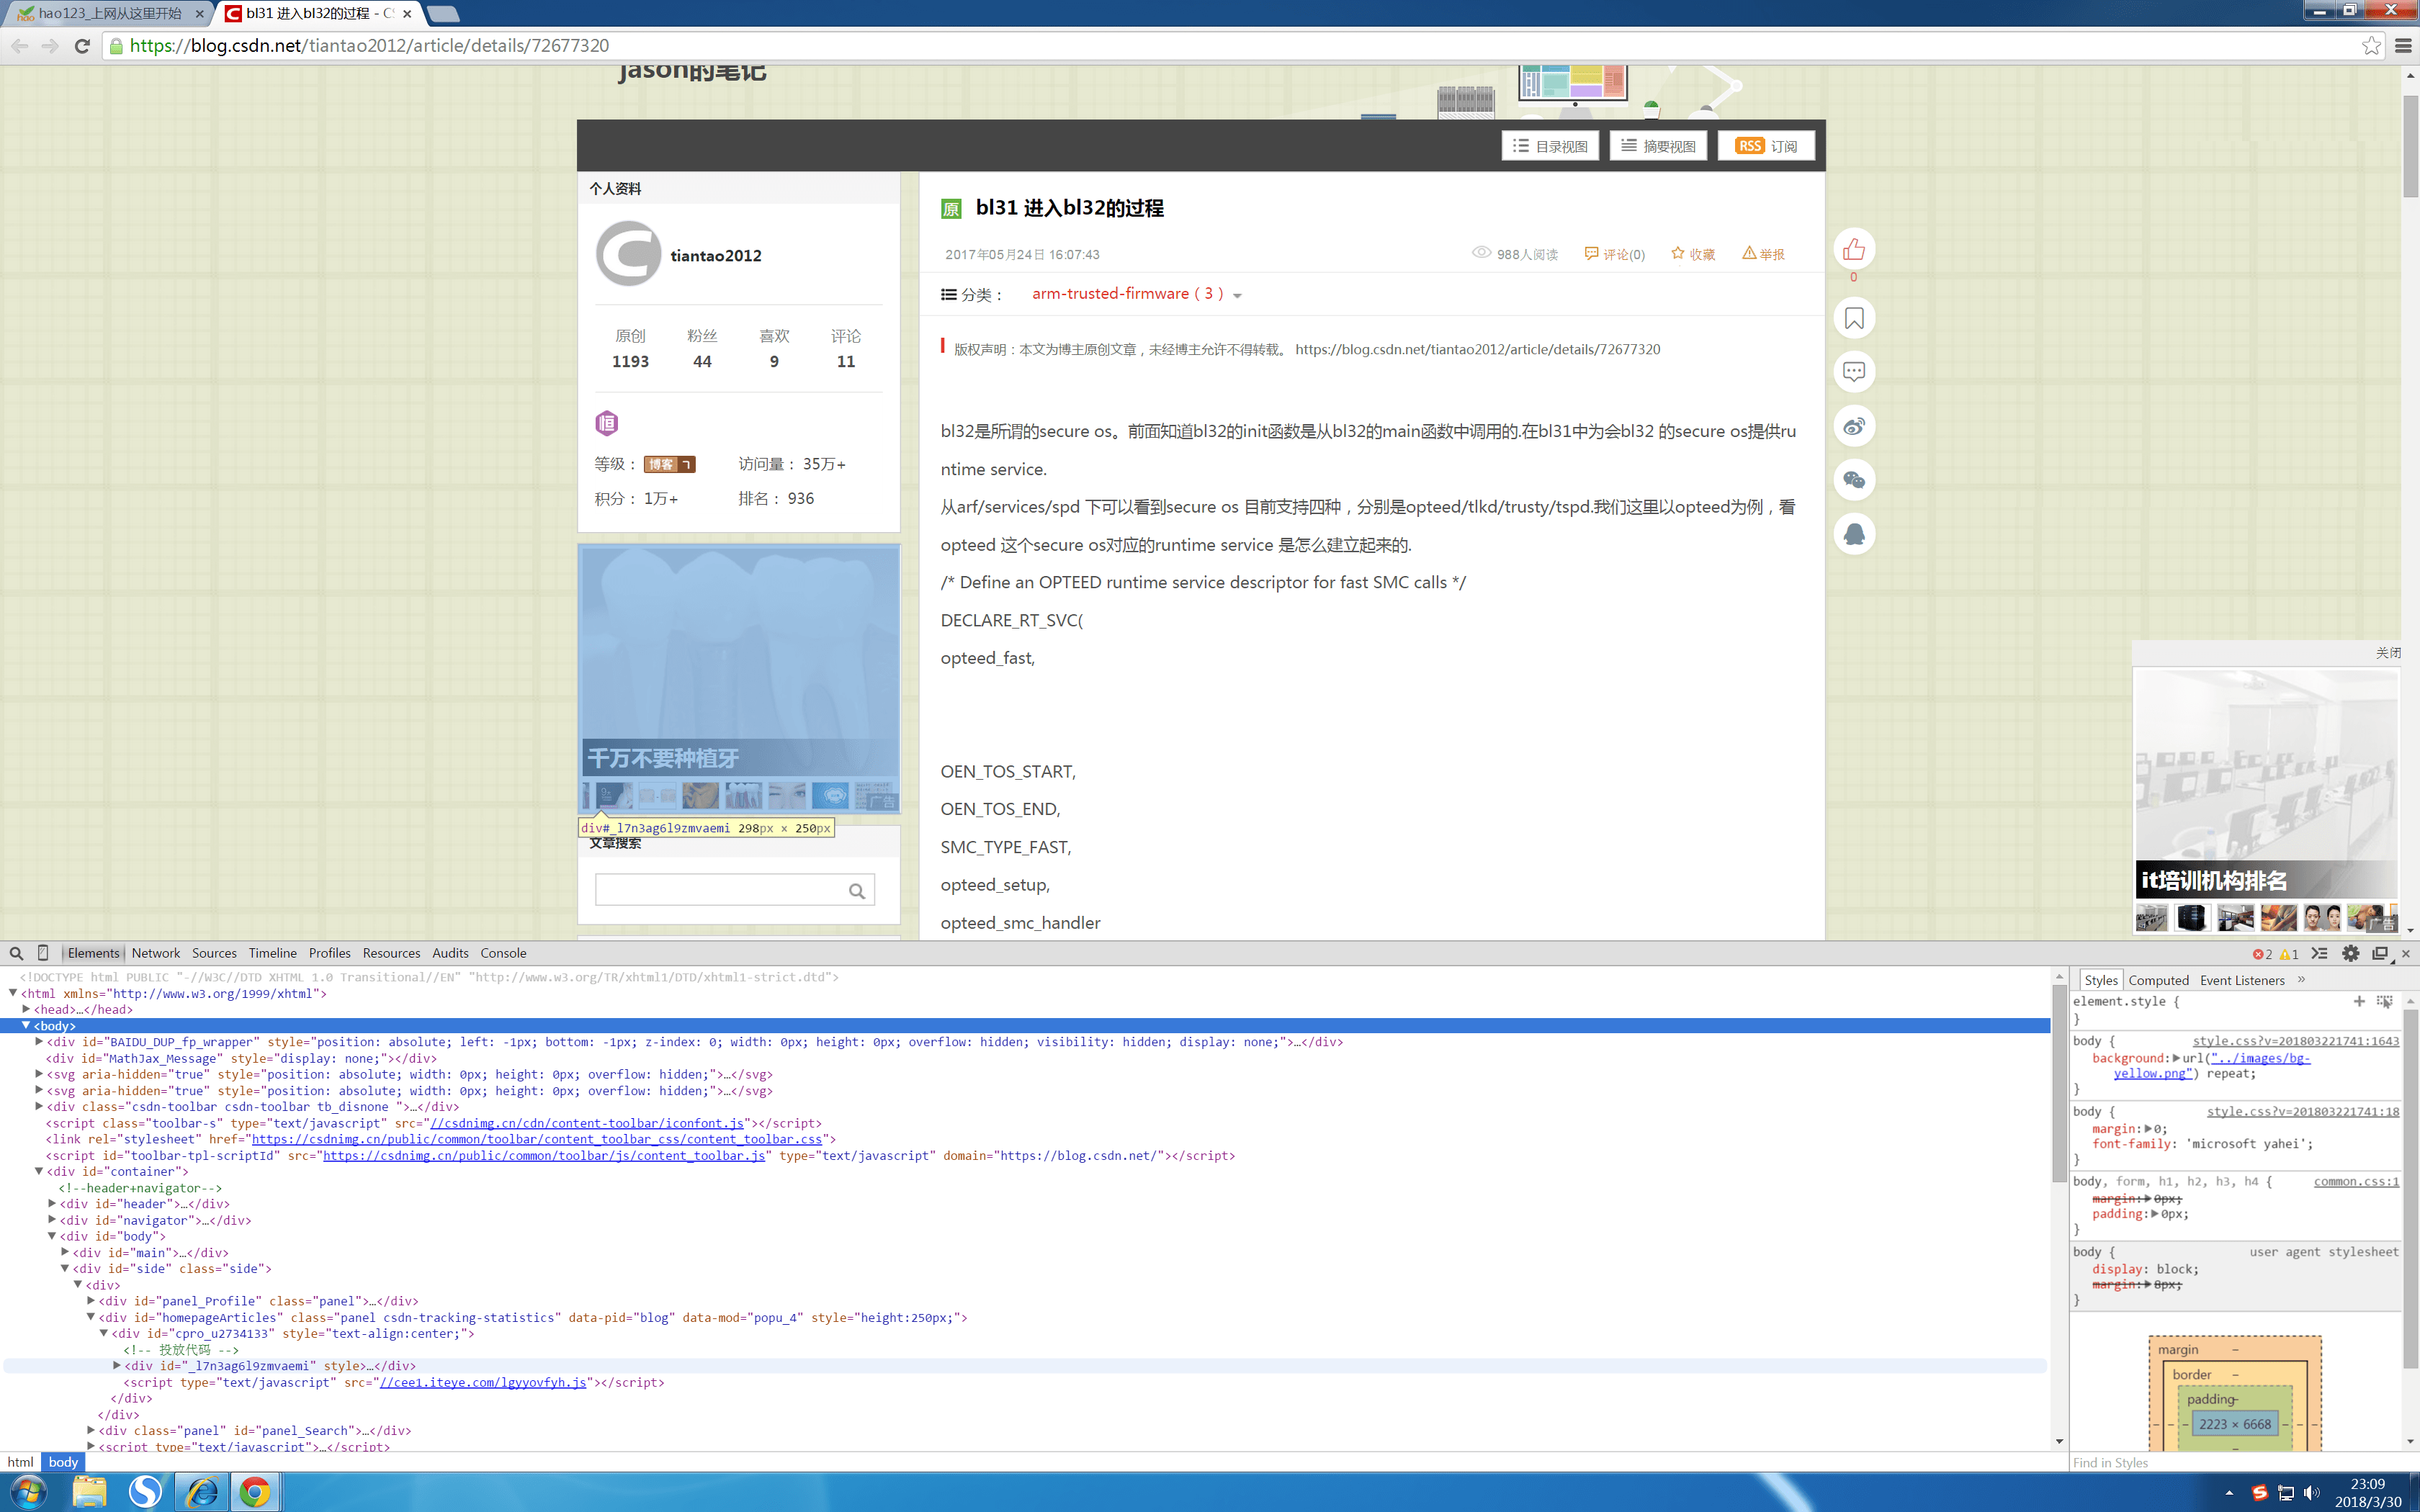 hao123_上网从这里开始
bl31 进入bl32的过程 - CS
https://blog.csdn.net/tiantao2012/article/details/72677320
jason的笔记
目录视图
摘要视图
RSS 订阅
个人资料
tiantao2012
原创 粉丝 喜欢 评论
1193 44 9 11
恒
等级： 博客 7 访问量： 35万+
积分： 1万+ 排名： 936
千万不要种植牙
广告
div#_l7n3ag6l9zmvaemi 298px × 250px
文章搜索
原 bl31 进入bl32的过程
2017年05月24日 16:07:43 988人阅读 评论(0) 收藏 举报
分类： arm-trusted-firmware（3）
版权声明：本文为博主原创文章，未经博主允许不得转载。 https://blog.csdn.net/tiantao2012/article/details/72677320
bl32是所谓的secure os。前面知道bl32的init函数是从bl32的main函数中调用的.在bl31中为会bl32 的secure os提供ru
ntime service.
从arf/services/spd 下可以看到secure os 目前支持四种，分别是opteed/tlkd/trusty/tspd.我们这里以opteed为例，看
opteed 这个secure os对应的runtime service 是怎么建立起来的.
/* Define an OPTEED runtime service descriptor for fast SMC calls */
DECLARE_RT_SVC(
opteed_fast,
OEN_TOS_START,
OEN_TOS_END,
SMC_TYPE_FAST,
opteed_setup,
opteed_smc_handler
0
关闭
it培训机构排名
广告
Elements Network Sources Timeline Profiles Resources Audits Console
2 1
<!DOCTYPE html PUBLIC "-//W3C//DTD XHTML 1.0 Transitional//EN" "http://www.w3.org/TR/xhtml1/DTD/xhtml1-strict.dtd">
<html xmlns="http://www.w3.org/1999/xhtml">
<head>…</head>
<body>
<div id="BAIDU_DUP_fp_wrapper" style="position: absolute; left: -1px; bottom: -1px; z-index: 0; width: 0px; height: 0px; overflow: hidden; visibility: hidden; display: none;">…</div>
<div id="MathJax_Message" style="display: none;"></div>
<svg aria-hidden="true" style="position: absolute; width: 0px; height: 0px; overflow: hidden;">…</svg>
<svg aria-hidden="true" style="position: absolute; width: 0px; height: 0px; overflow: hidden;">…</svg>
<div class="csdn-toolbar csdn-toolbar tb_disnone ">…</div>
<script class="toolbar-s" type="text/javascript" src="//csdnimg.cn/cdn/content-toolbar/iconfont.js"></script>
<link rel="stylesheet" href="https://csdnimg.cn/public/common/toolbar/content_toolbar_css/content_toolbar.css">
<script id="toolbar-tpl-scriptId" src="https://csdnimg.cn/public/common/toolbar/js/content_toolbar.js" type="text/javascript" domain="https://blog.csdn.net/"></script>
<div id="container">
<!--header+navigator-->
<div id="header">…</div>
<div id="navigator">…</div>
<div id="body">
<div id="main">…</div>
<div id="side" class="side">
<div>
<div id="panel_Profile" class="panel">…</div>
<div id="homepageArticles" class="panel csdn-tracking-statistics" data-pid="blog" data-mod="popu_4" style="height:250px;">
<div id="cpro_u2734133" style="text-align:center;">
<!-- 投放代码 -->
<div id="_l7n3ag6l9zmvaemi" style>…</div>
<script type="text/javascript" src="//cee1.iteye.com/lgyyovfyh.js"></script>
</div>
</div>
<div class="panel" id="panel_Search">…</div>
<script type="text/javascript">…</script>
html body
Styles Computed Event Listeners »
element.style {
}
body { style.css?v=201803221741:1643
background: url("../images/bg-
yellow.png") repeat;
}
body { style.css?v=201803221741:18
margin: 0;
font-family: 'microsoft yahei';
}
body, form, h1, h2, h3, h4 { common.css:1
margin: 0px;
padding: 0px;
}
body { user agent stylesheet
display: block;
margin: 8px;
}
margin –
border –
padding –
– – – 2223 × 6668 – – –
–
Find in Styles
23:09
2018/3/30